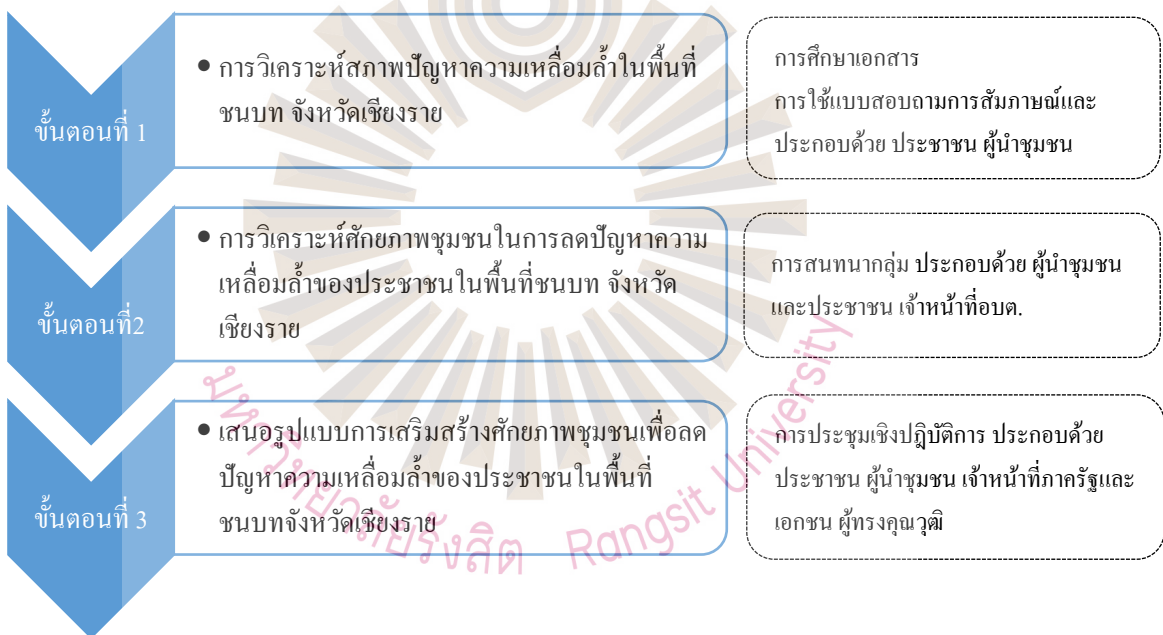 ขั้นตอนที่ 1
● การวิเคราะห์สภาพปัญหาความเหลื่อมล้ำในพื้นที่
ชนบท จังหวัดเชียงราย
การศึกษาเอกสาร
การใช้แบบสอบถามการสัมภาษณ์และ
ประกอบด้วย ประชาชน ผู้นำชุมชน
ขั้นตอนที่2
● การวิเคราะห์ศักยภาพชุมชนในการลดปัญหาความ
เหลื่อมล้ำของประชาชนในพื้นที่ชนบท จังหวัด
เชียงราย
การสนทนากลุ่ม ประกอบด้วย ผู้นำชุมชน
และประชาชน เจ้าหน้าที่อบต.
ขั้นตอนที่ 3
● เสนอรูปแบบการเสริมสร้างศักยภาพชุมชนเพื่อลด
ปัญหาความเหลื่อมล้ำของประชาชนในพื้นที่
ชนบทจังหวัดเชียงราย
การประชุมเชิงปฎิบัติการ ประกอบด้วย
ประชาชน ผู้นำชุมชน เจ้าหน้าที่ภาครัฐและ
เอกชน ผู้ทรงคุณวุฒิ
มหาวิทยาลัยรังสิต Rangsit University